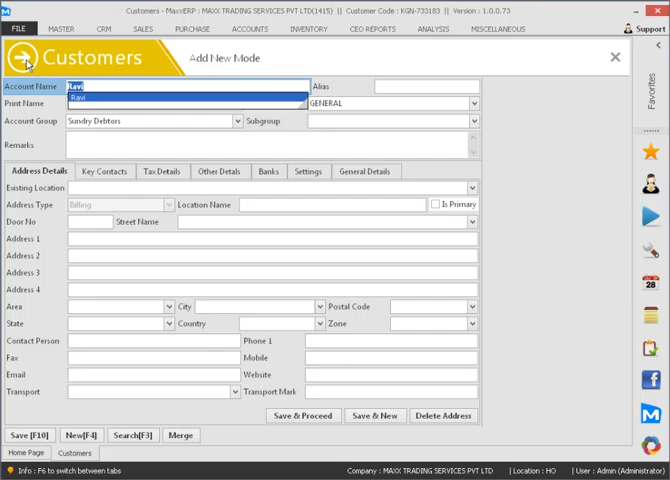 Customers - MaxxERP : MAXX TRADING SERVICES PVT LTD(1415) || Customer Code : KGN-733183 || Version : 1.0.0.73
FILE MASTER CRM SALES PURCHASE ACCOUNTS INVENTORY CEO REPORTS ANALYSIS MISCELLANEOUS Support
Customers Add New Mode
Favorites
Account Name Ravi Alias
Ravi
Print Name GENERAL
Account Group Sundry Debtors Subgroup
Remarks
Address Details Key Contacts Tax Details Other Details Banks Settings General Details
Existing Location
Address Type Billing Location Name Is Primary
Door No Street Name
Address 1
Address 2
Address 3
Address 4
Area City Postal Code
State Country Zone
Contact Person Phone 1
Fax Mobile
Email Website
Transport Transport Mark
Save & Proceed Save & New Delete Address
Save [F10] New[F4] Search[F3] Merge
Home Page Customers
28
Info : F6 to switch between tabs Company : MAXX TRADING SERVICES PVT LTD | Location : HO | User : Admin (Administrator)